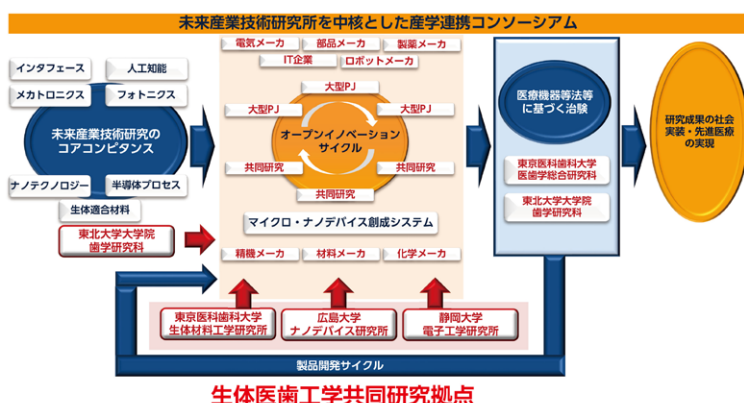 未来産業技術研究所を中核とした産学連携コンソーシアム
インタフェース
人工知能
メカトロニクス
フォトニクス
未来産業技術研究の
コアコンピタンス
ナノテクノロジー
半導体プロセス
生体適合材料
東北大学大学院
歯学研究科
電気メーカ
部品メーカ
製薬メーカ
IT企業
ロボットメーカ
大型PJ
大型PJ
大型PJ
オープンイノベーション
サイクル
共同研究
共同研究
共同研究
マイクロ・ナノデバイス創成システム
精機メーカ
材料メーカ
化学メーカ
東京医科歯科大学
生体材料工学研究所
広島大学
ナノデバイス研究所
静岡大学
電子工学研究所
医療機器等法等
に基づく治験
東京医科歯科大学
医歯学総合研究科
東北大学大学院
歯学研究科
研究成果の社会
実装・先進医療
の実現
製品開発サイクル
生体医歯工学共同研究拠点